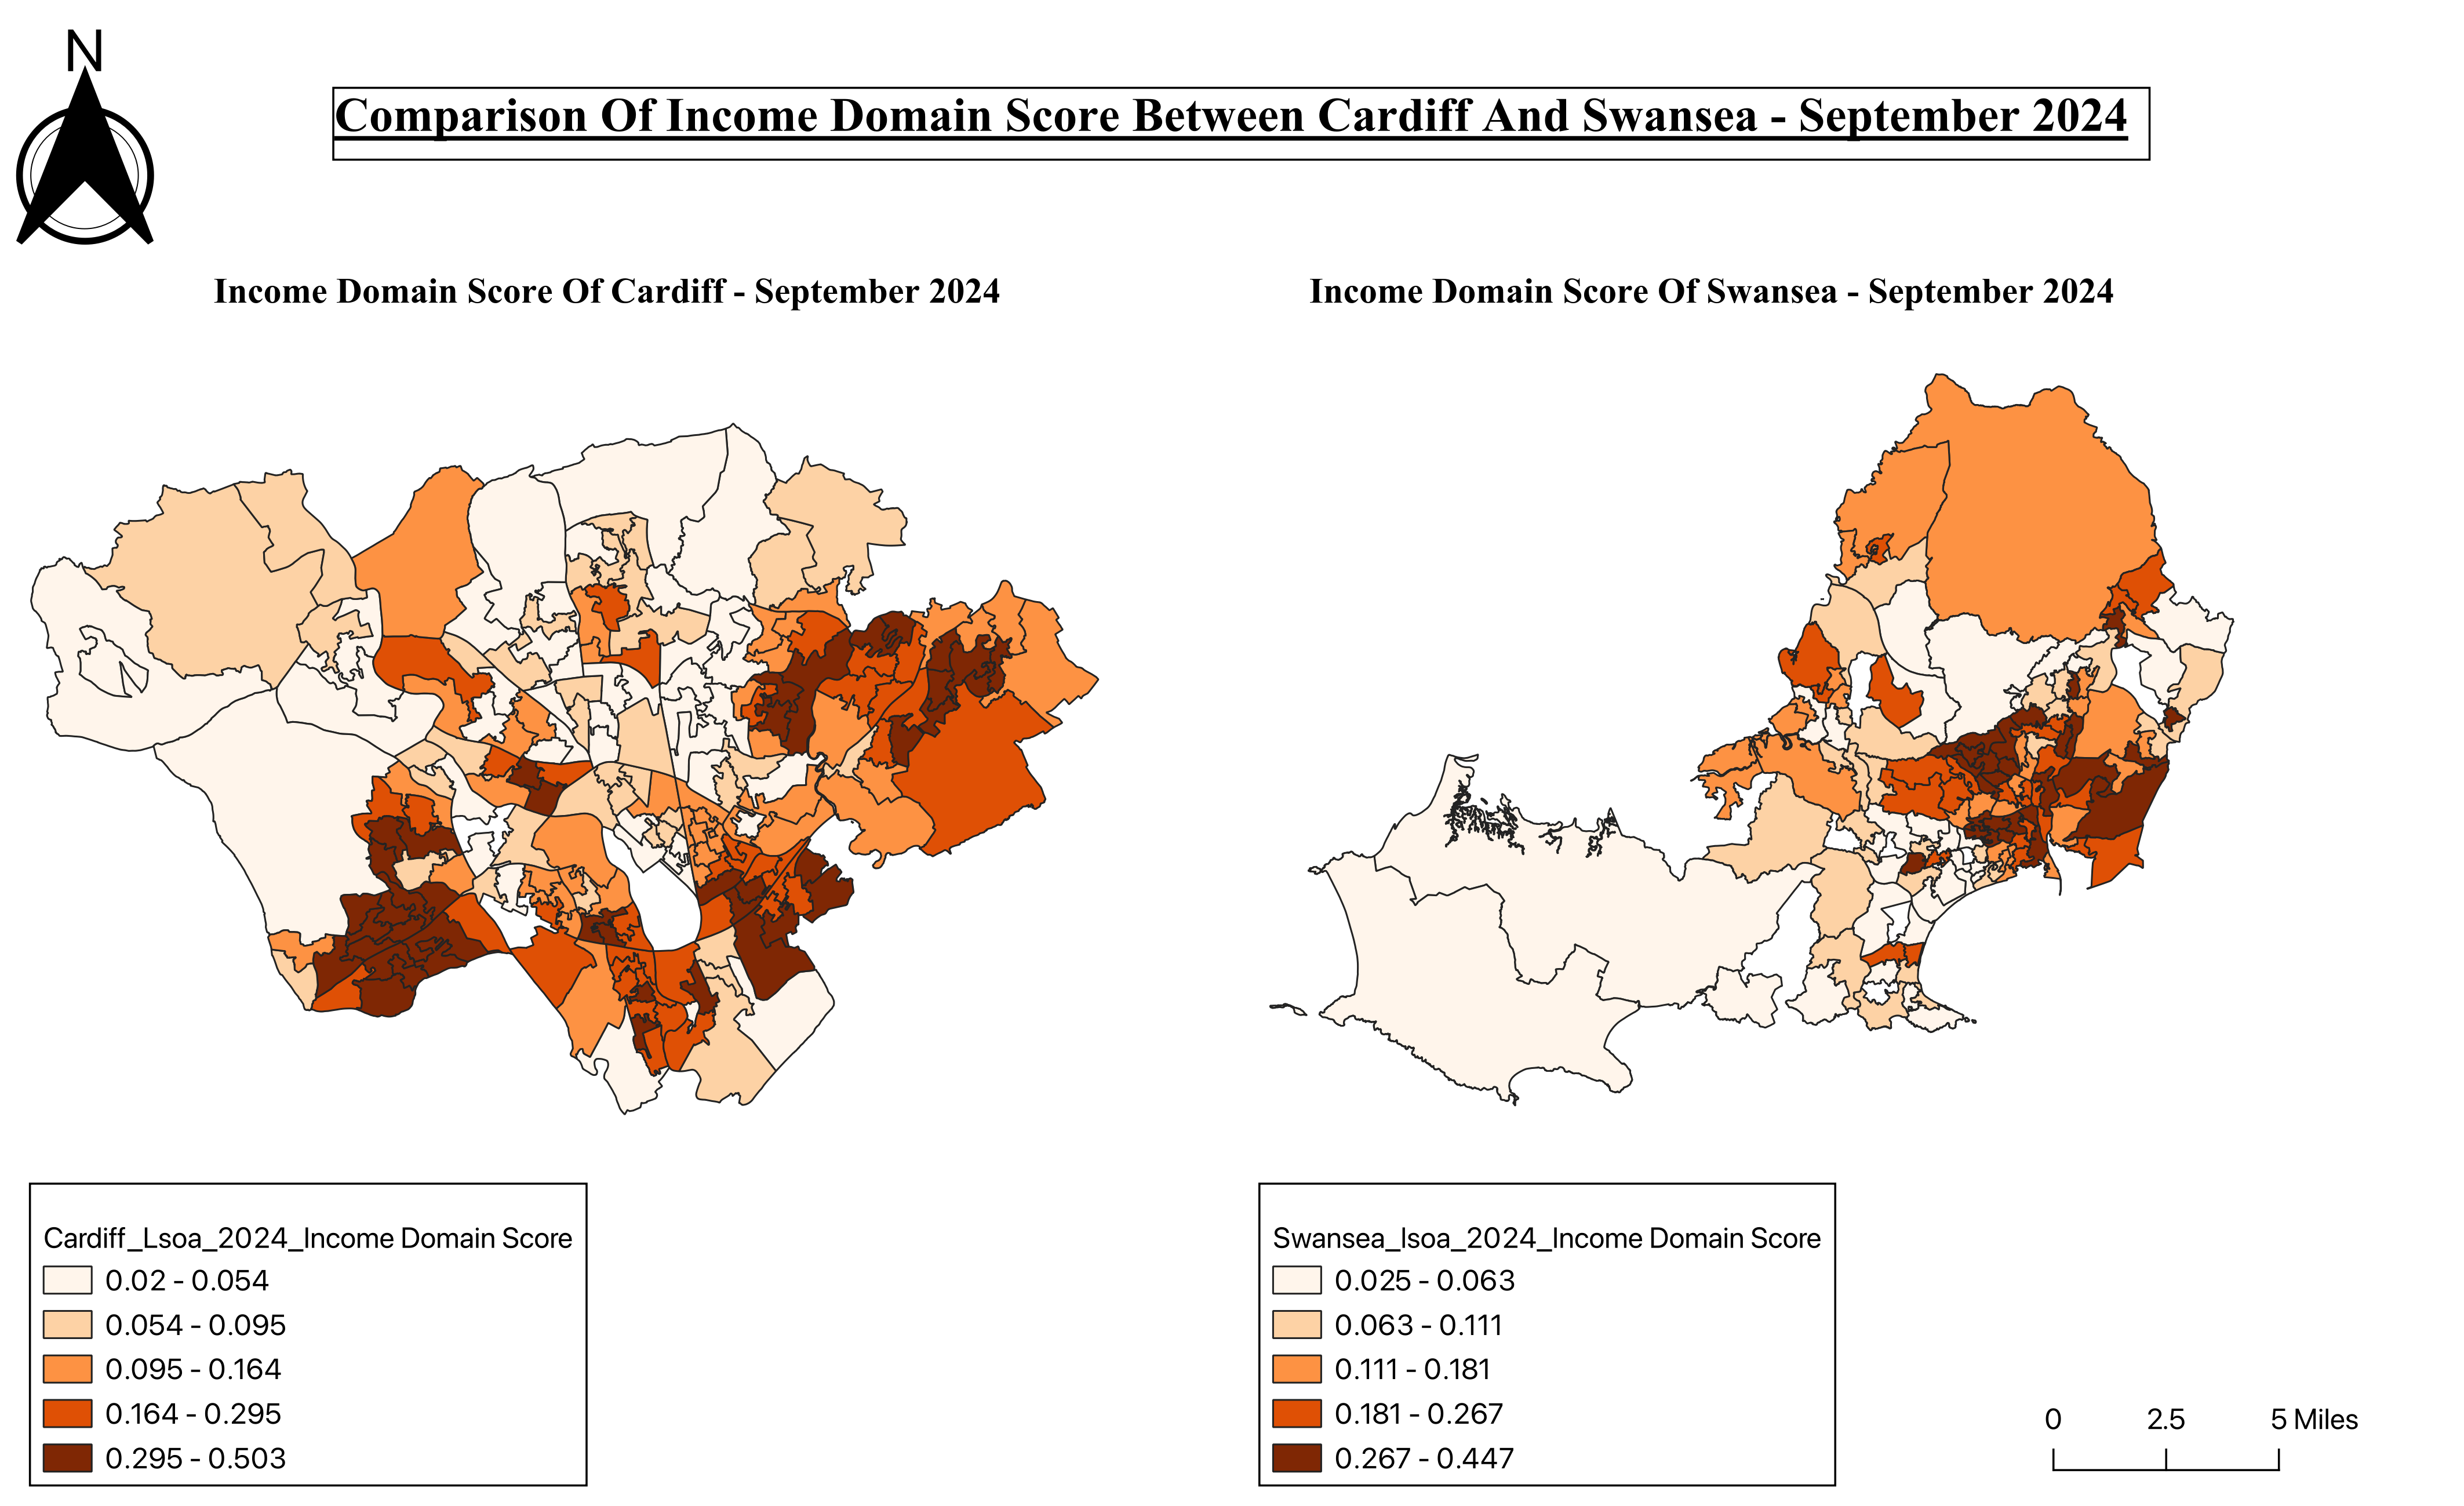 N
Comparison Of Income Domain Score Between Cardiff And Swansea - September 2024
Income Domain Score Of Cardiff - September 2024
Income Domain Score Of Swansea - September 2024
Cardiff_Lsoa_2024_Income Domain Score
0.02 - 0.054
0.054 - 0.095
0.095 - 0.164
0.164 - 0.295
0.295 - 0.503
Swansea_lsoa_2024_Income Domain Score
0.025 - 0.063
0.063 - 0.111
0.111 - 0.181
0.181 - 0.267
0.267 - 0.447
0 2.5 5 Miles